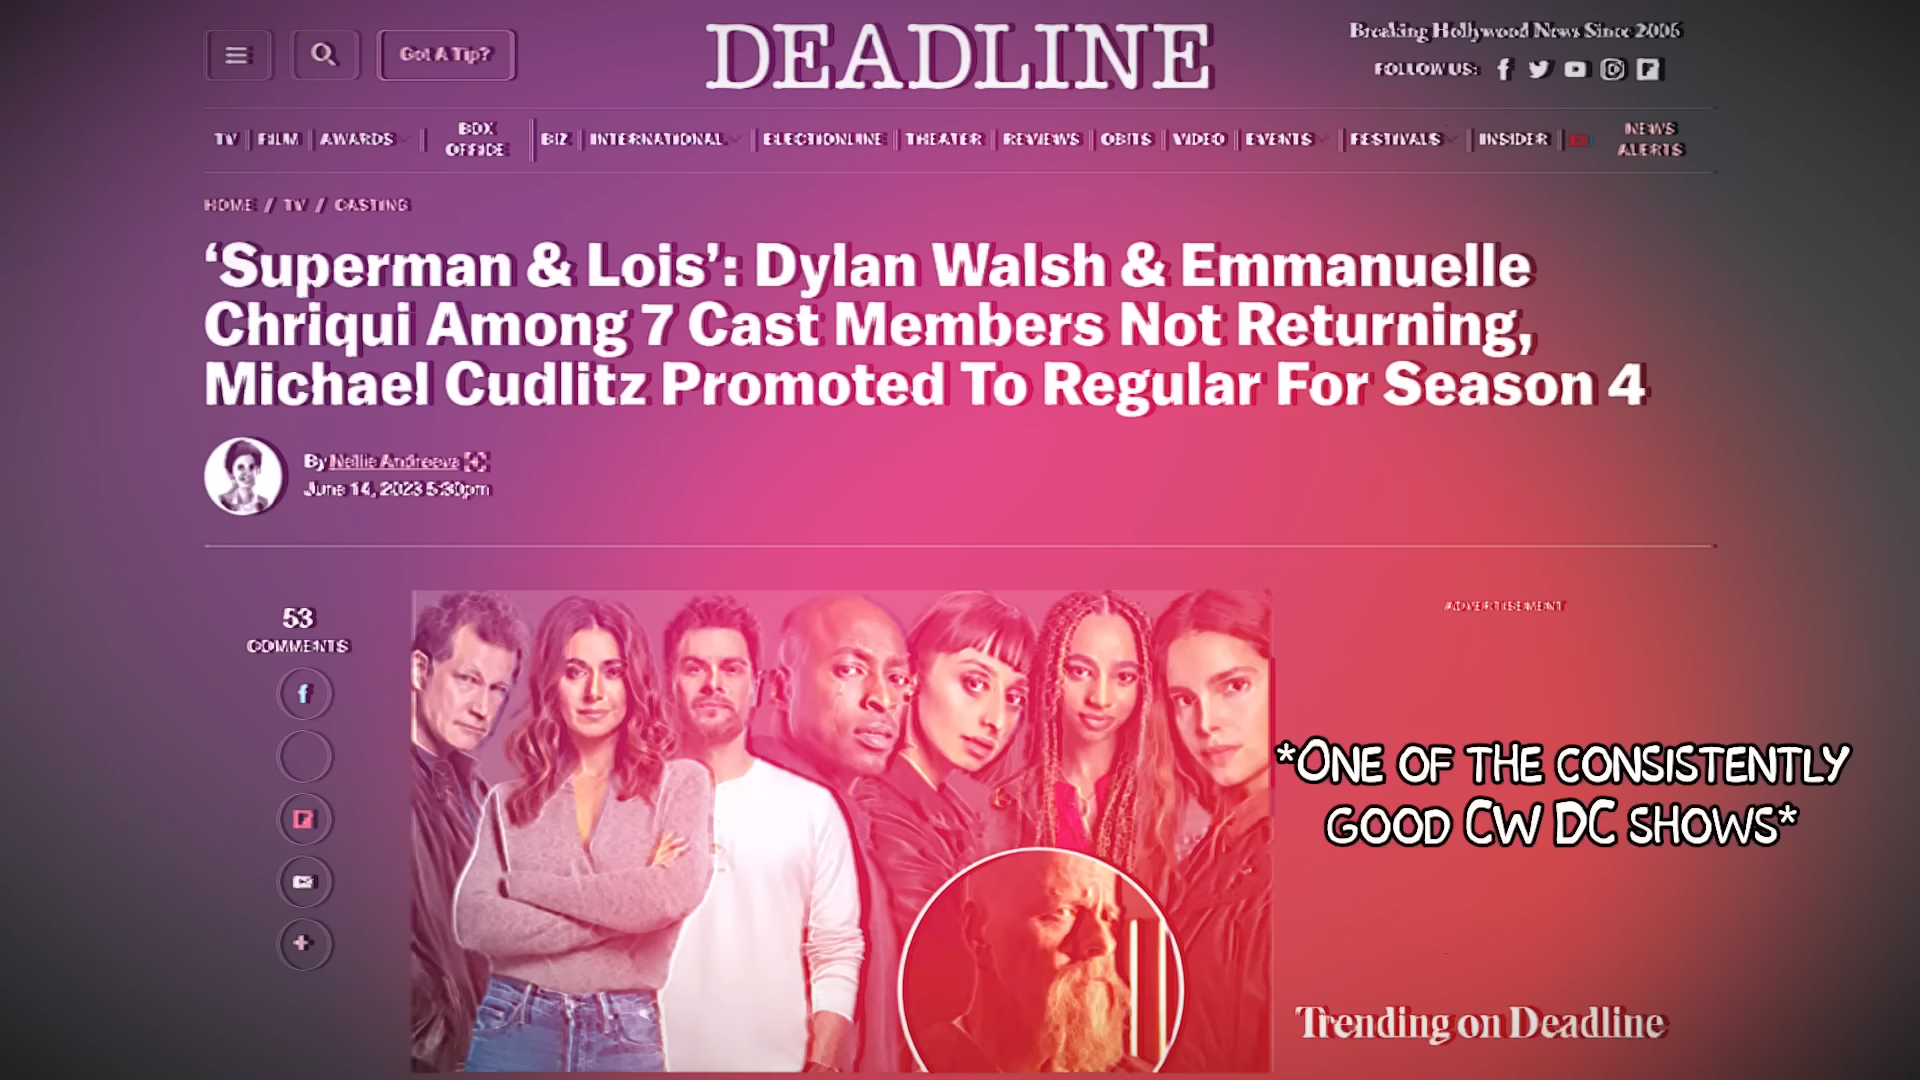 Got A Tip?
DEADLINE
Breaking Hollywood News Since 2006
FOLLOW US:
TV
FILM
AWARDS
BOX
OFFICE
BIZ
INTERNATIONAL
ELECTIONLINE
THEATER
REVIEWS
OBITS
VIDEO
EVENTS
FESTIVALS
INSIDER
NEWS
ALERTS
HOME / TV / CASTING
‘Superman & Lois’: Dylan Walsh & Emmanuelle
Chriqui Among 7 Cast Members Not Returning,
Michael Cudlitz Promoted To Regular For Season 4
By Nellie Andreeva
June 14, 2023 5:30pm
53
COMMENTS
ADVERTISEMENT
*ONE OF THE CONSISTENTLY
GOOD CW DC SHOWS*
Trending on Deadline